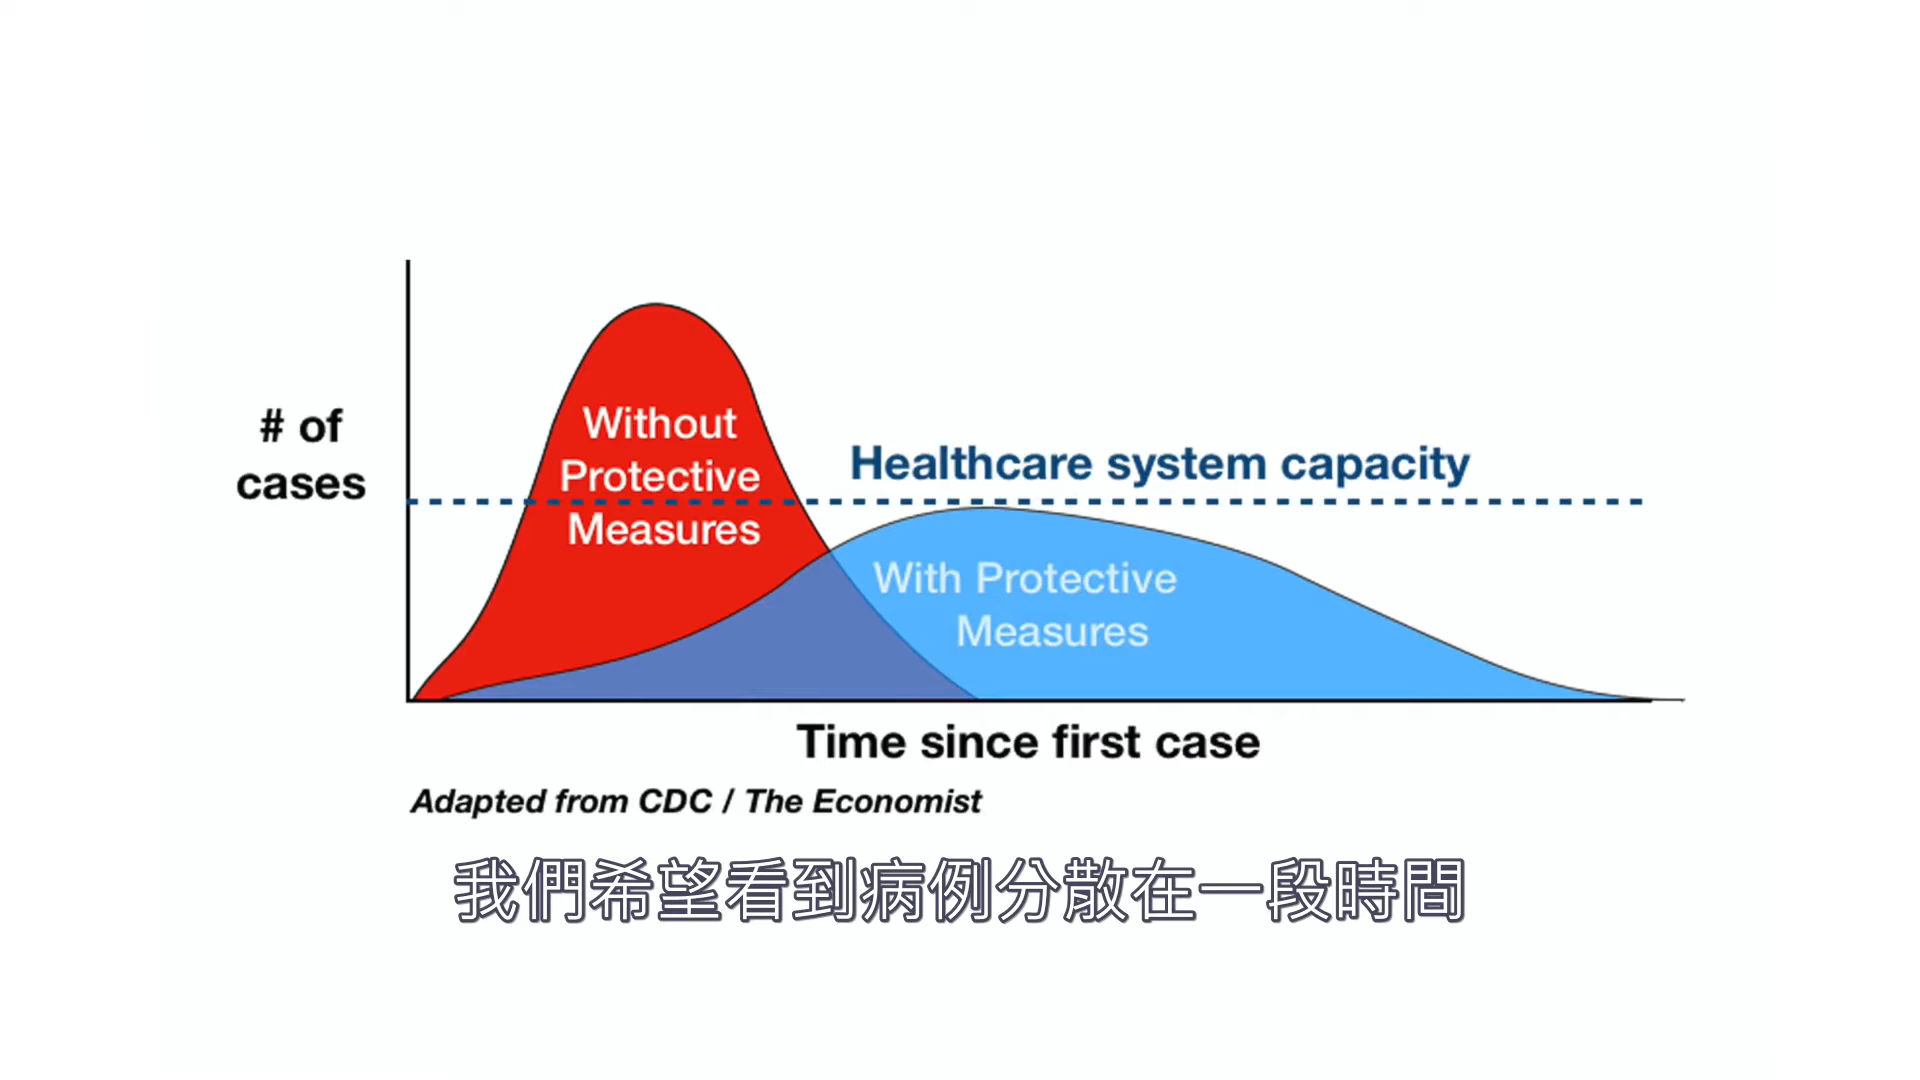 # of
cases
Without
Protective
Measures
Healthcare system capacity
With Protective
Measures
Time since first case
Adapted from CDC / The Economist
我們希望看到病例分散在一段時間